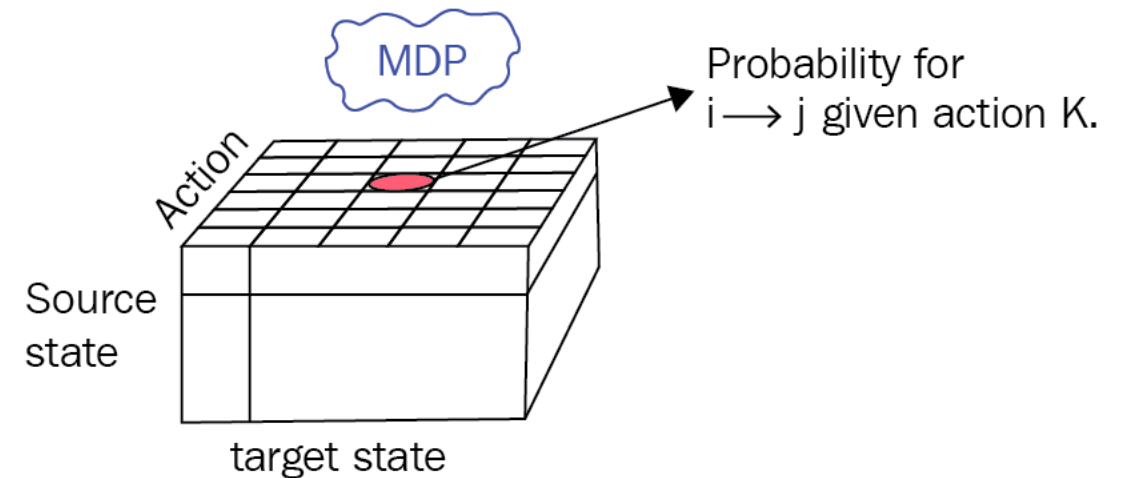 MDP
Probability for
i → j given action K.
Action
Source
state
target state